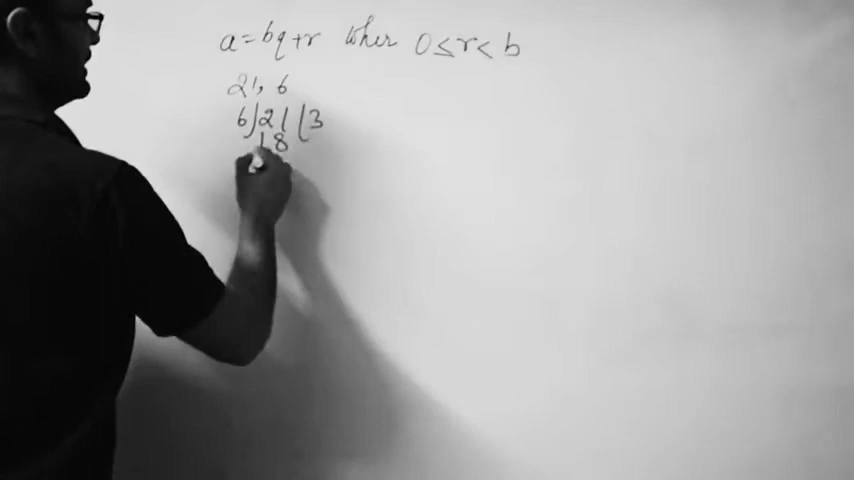 a=bq+r wher 0≤r<b
21, 6
6)21(3
18